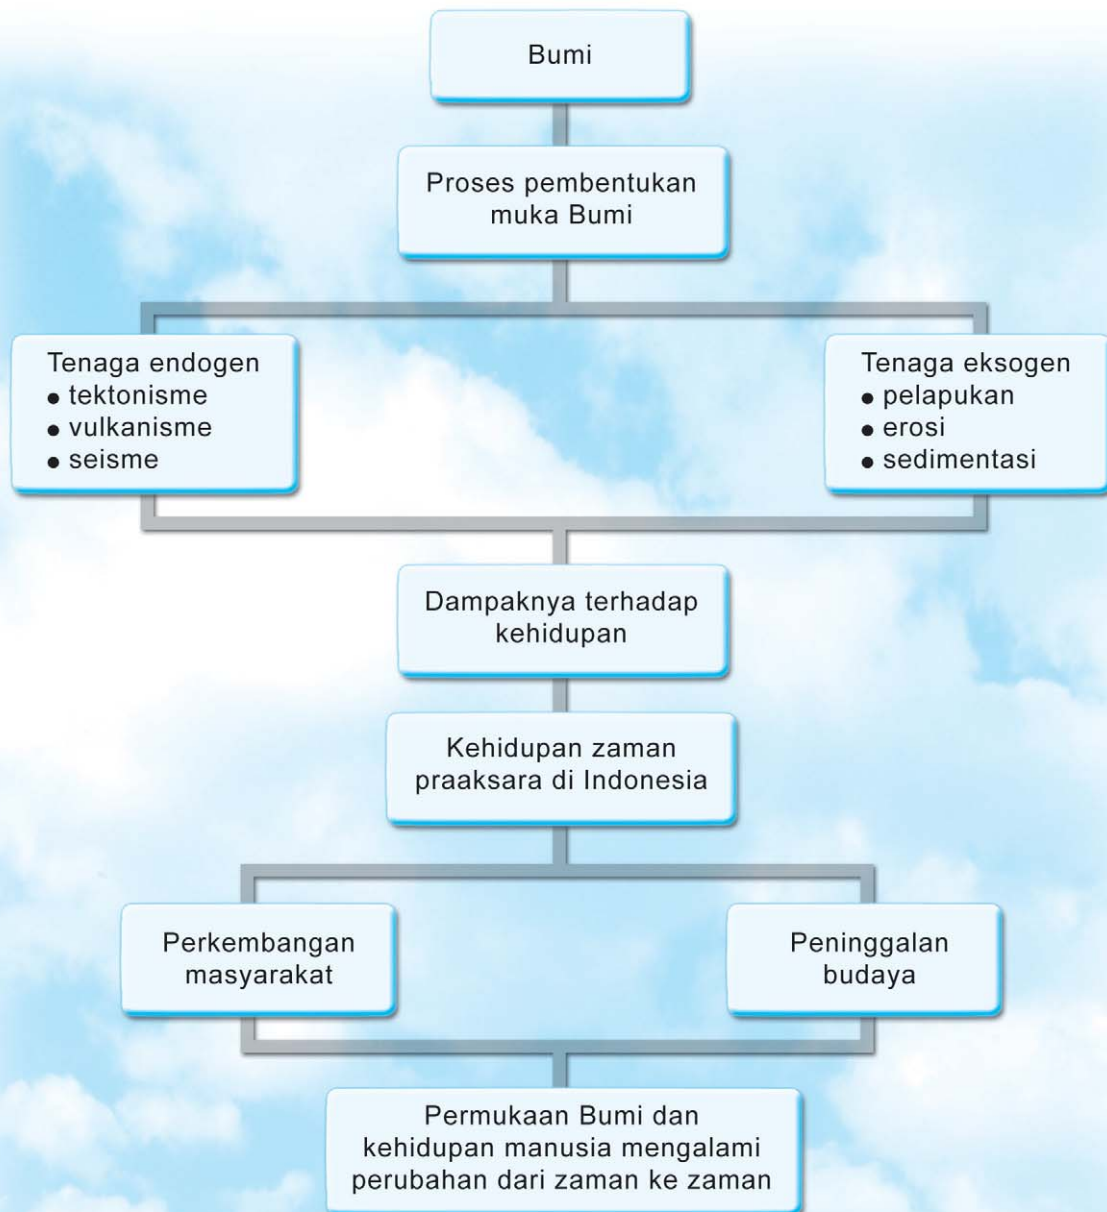 Bumi
Proses pembentukan
muka Bumi
Tenaga endogen
● tektonisme
● vulkanisme
● seisme
Tenaga eksogen
● pelapukan
● erosi
● sedimentasi
Dampaknya terhadap
kehidupan
Kehidupan zaman
praaksara di Indonesia
Perkembangan
masyarakat
Peninggalan
budaya
Permukaan Bumi dan
kehidupan manusia mengalami
perubahan dari zaman ke zaman